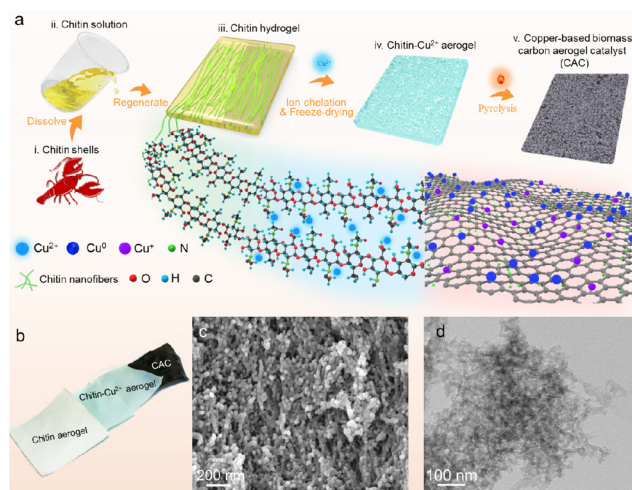 a
ii. Chitin solution
iii. Chitin hydrogel
iv. Chitin-Cu²⁺ aerogel
v. Copper-based biomass
carbon aerogel catalyst
(CAC)
Cu²⁺
Regenerate
Ion chelation
& Freeze-drying
Pyrolysis
Dissolve
i. Chitin shells
Cu²⁺ Cu⁰ Cu⁺ N
Chitin nanofibers O H C
b
CAC
Chitin-Cu²⁺ aerogel
Chitin aerogel
c
200 nm
d
100 nm